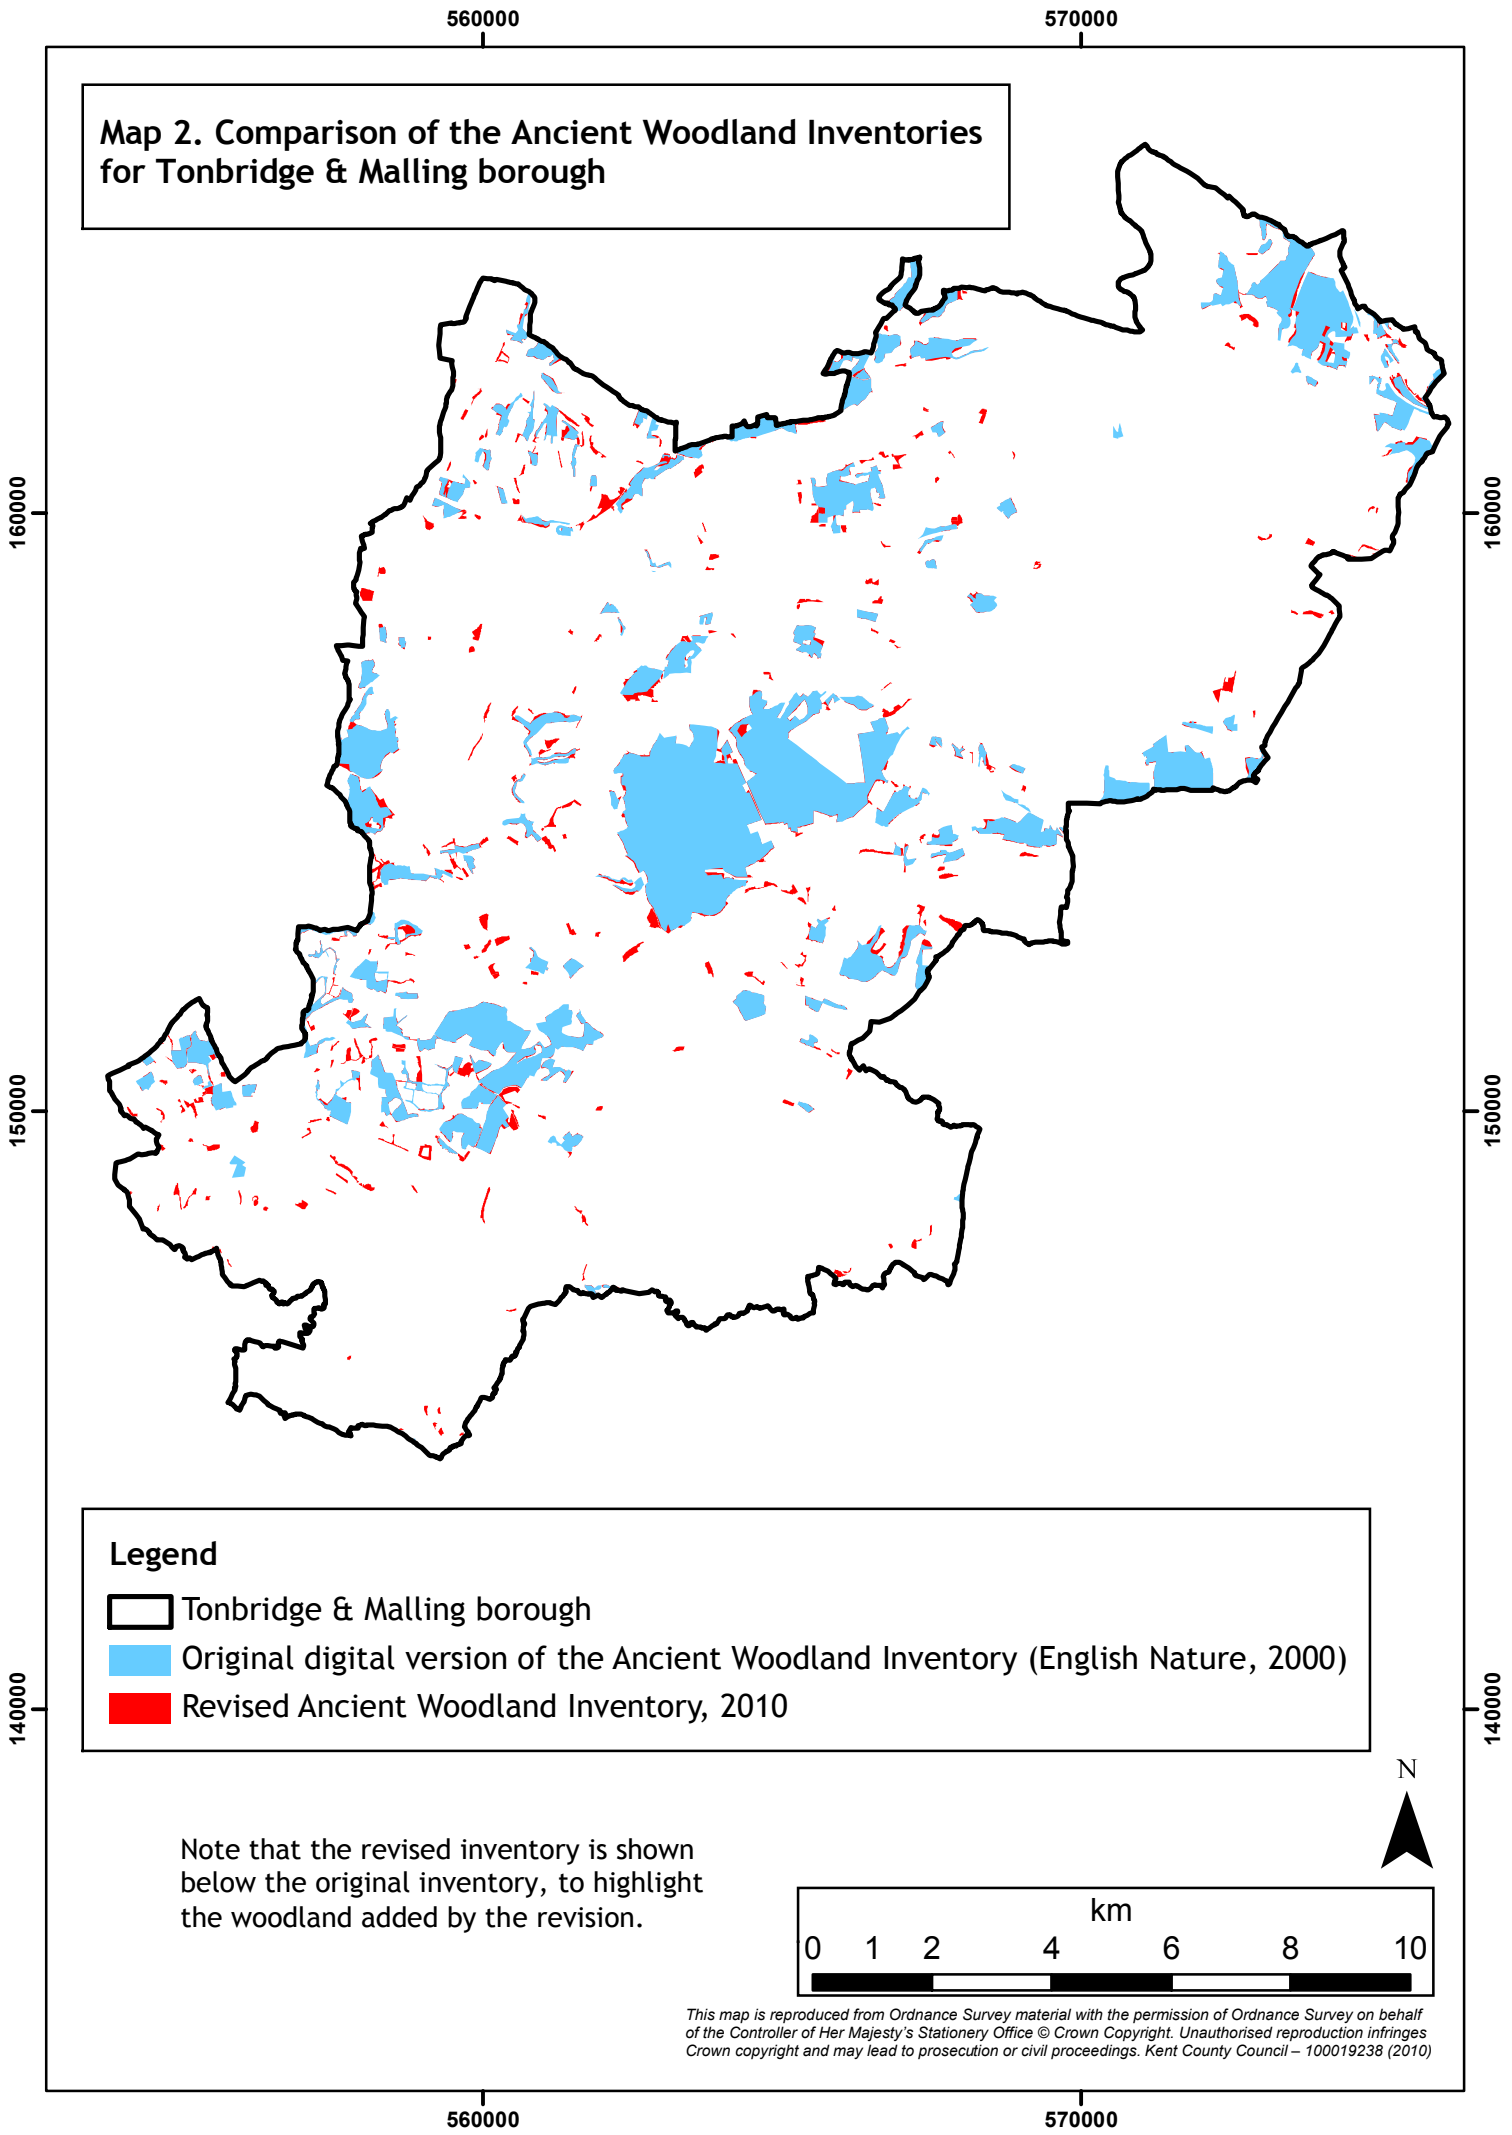 560000 570000
Map 2. Comparison of the Ancient Woodland Inventories
for Tonbridge & Malling borough
160000 160000
150000 150000
Legend
Tonbridge & Malling borough
Original digital version of the Ancient Woodland Inventory (English Nature, 2000)
Revised Ancient Woodland Inventory, 2010
140000 140000
N
Note that the revised inventory is shown
below the original inventory, to highlight
the woodland added by the revision.
km
0 1 2 4 6 8 10
This map is reproduced from Ordnance Survey material with the permission of Ordnance Survey on behalf
of the Controller of Her Majesty's Stationery Office © Crown Copyright. Unauthorised reproduction infringes
Crown copyright and may lead to prosecution or civil proceedings. Kent County Council – 100019238 (2010)
560000 570000